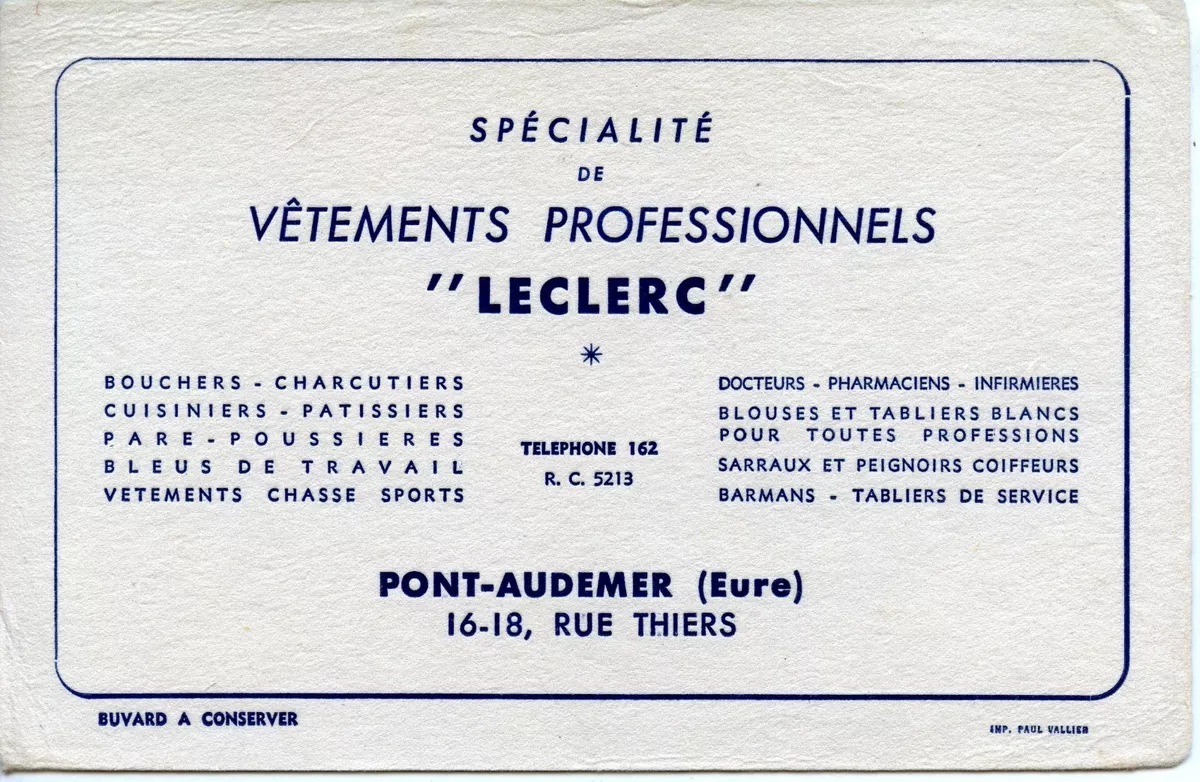 SPÉCIALITÉ
DE
VÊTEMENTS PROFESSIONNELS
"LECLERC"
*
BOUCHERS - CHARCUTIERS
CUISINIERS - PATISSIERS
PARE-POUSSIERES
BLEUS DE TRAVAIL
VETEMENTS CHASSE SPORTS
TELEPHONE 162
R. C. 5213
DOCTEURS - PHARMACIENS - INFIRMIERES
BLOUSES ET TABLIERS BLANCS
POUR TOUTES PROFESSIONS
SARRAUX ET PEIGNOIRS COIFFEURS
BARMANS - TABLIERS DE SERVICE
PONT-AUDEMER (Eure)
16-18, RUE THIERS
BUVARD A CONSERVER
IMP. PAUL VALLIER